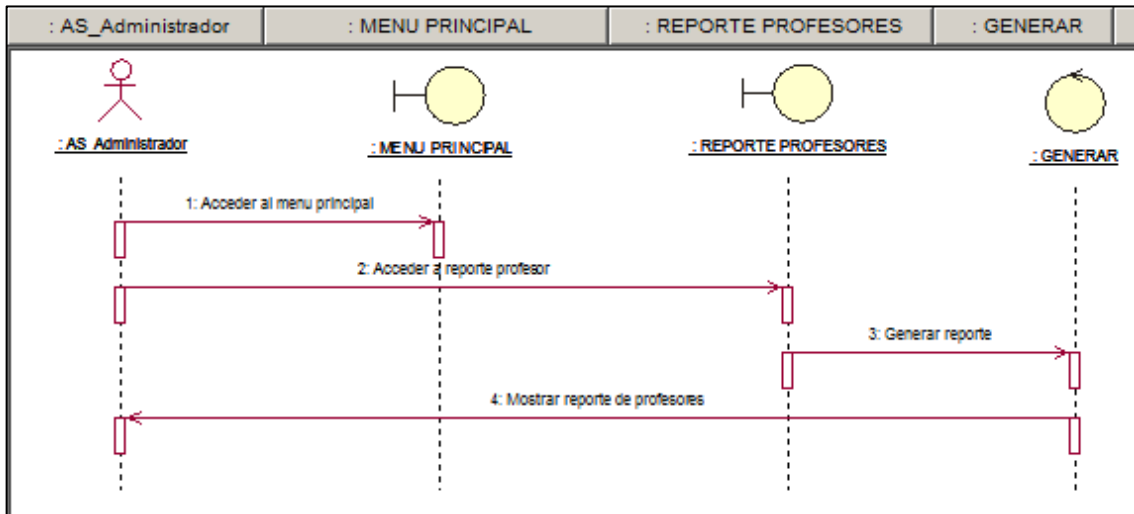 : AS_Administrador
: MENU PRINCIPAL
: REPORTE PROFESORES
: GENERAR
: AS_Administrador
: MENU PRINCIPAL
: REPORTE PROFESORES
: GENERAR
1: Acceder al menu principal
2: Acceder a reporte profesor
3: Generar reporte
4: Mostrar reporte de profesores